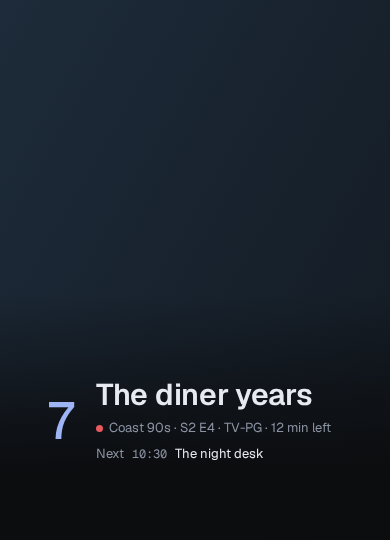 7
The diner years
Coast 90s · S2 E4 · TV-PG · 12 min left
Next 10:30 The night desk